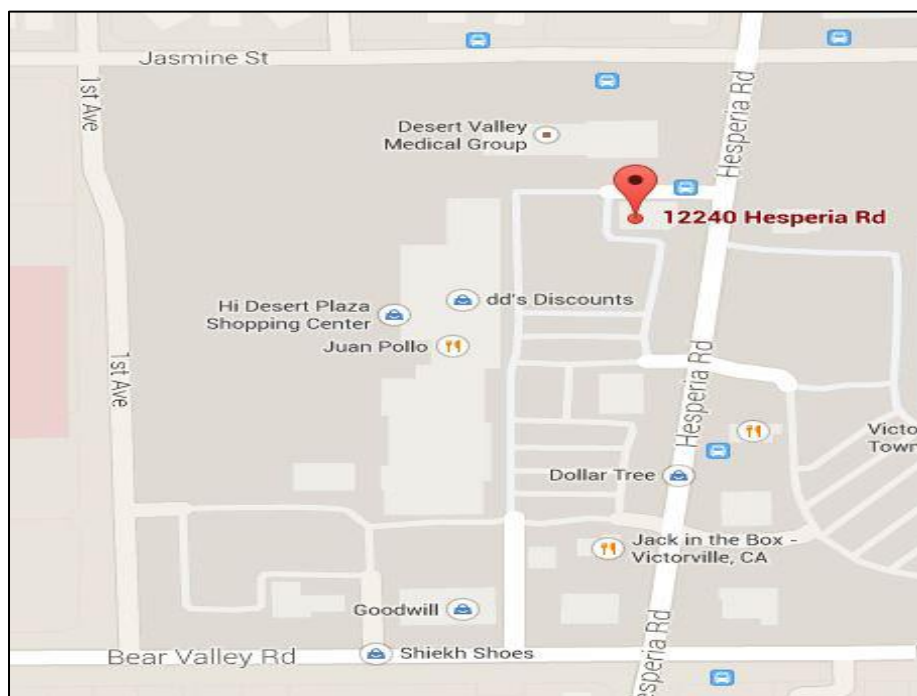 Jasmine St
1st Ave
Hesperia Rd
Desert Valley
Medical Group
12240 Hesperia Rd
dd's Discounts
Hi Desert Plaza
Shopping Center
Juan Pollo
1st Ave
Hesperia Rd
Victo
Town
Dollar Tree
Jack in the Box -
Victorville, CA
Goodwill
Hesperia Rd
Bear Valley Rd
Shiekh Shoes